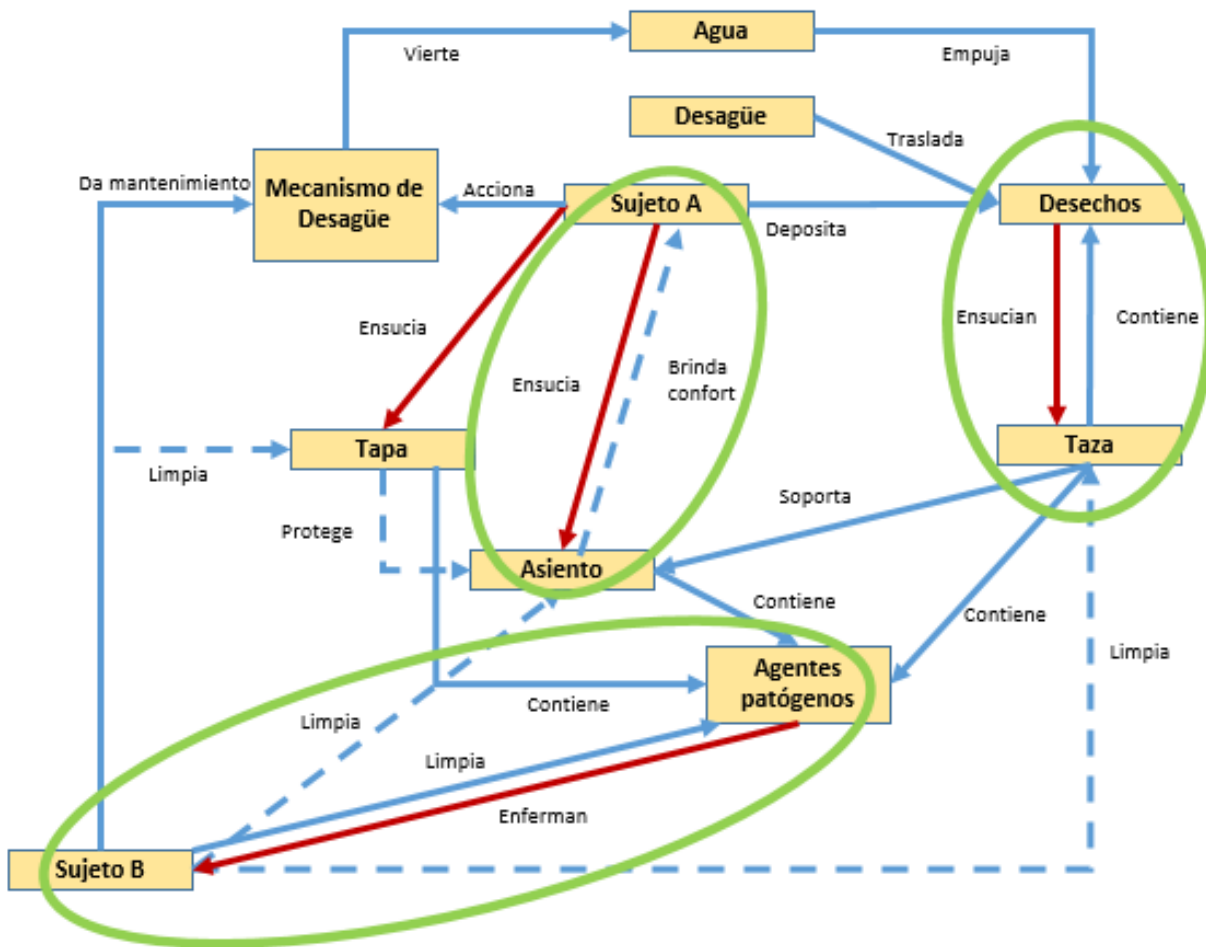 Agua
Vierte
Empuja
Desagüe
Traslada
Da mantenimiento
Mecanismo de
Desagüe
Acciona
Sujeto A
Deposita
Desechos
Ensucia
Ensucia
Brinda
confort
Ensucian
Contiene
Tapa
Taza
Limpia
Soporta
Protege
Asiento
Contiene
Contiene
Limpia
Agentes
patógenos
Contiene
Limpia
Limpia
Enferman
Sujeto B